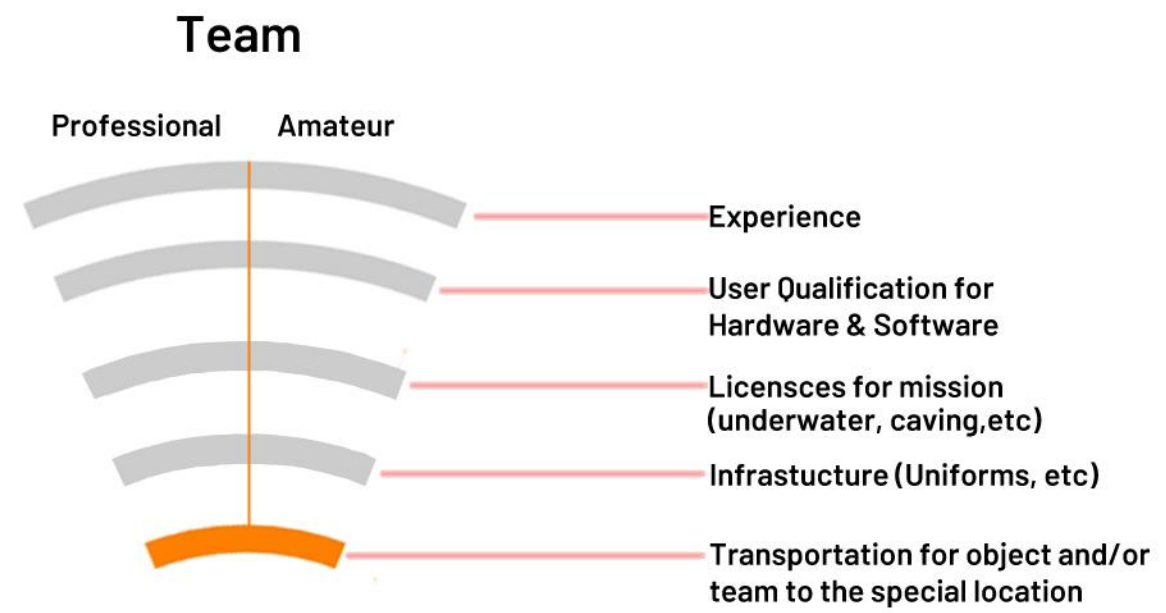 Team
Professional Amateur
Experience
User Qualification for
Hardware & Software
Licensces for mission
(underwater, caving,etc)
Infrastucture (Uniforms, etc)
Transportation for object and/or
team to the special location